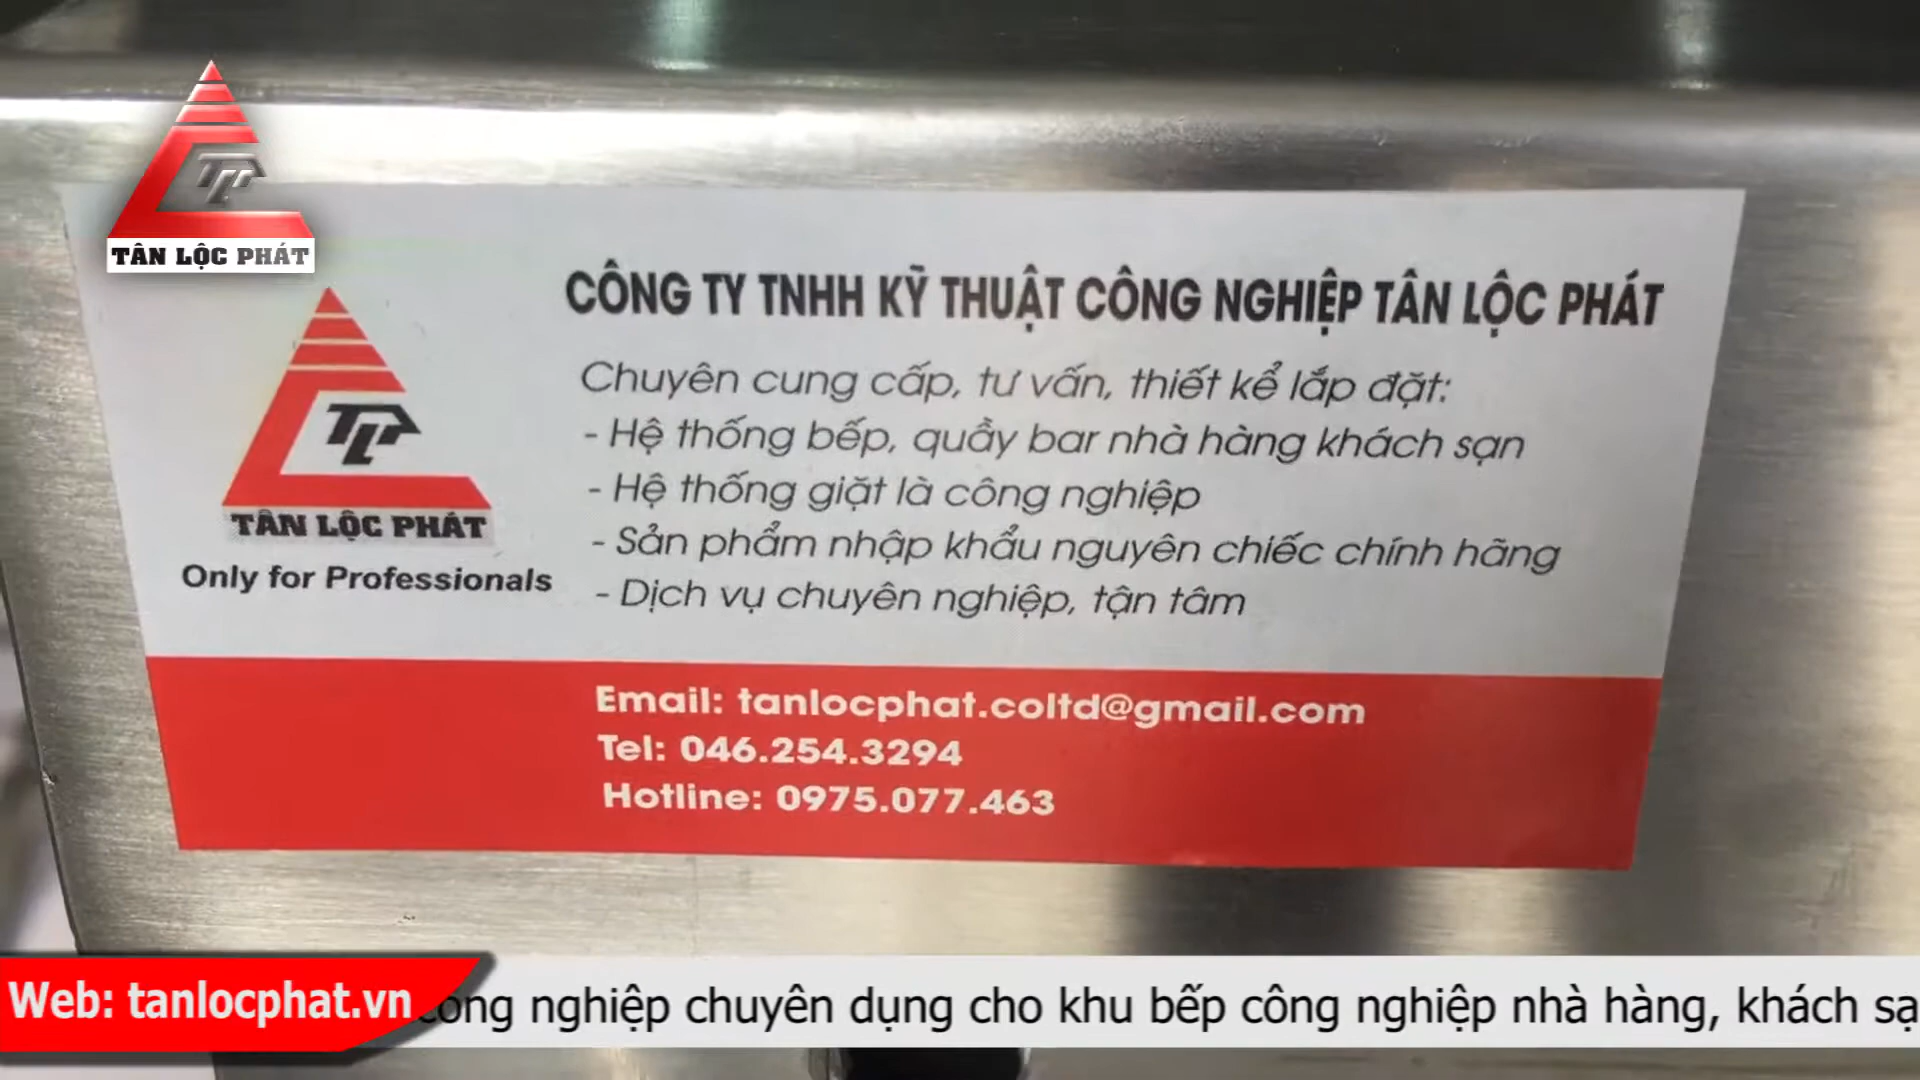 TÂN LỘC PHÁT
CÔNG TY TNHH KỸ THUẬT CÔNG NGHIỆP TÂN LỘC PHÁT
Chuyên cung cấp, tư vấn, thiết kể lắp đặt:
- Hệ thống bếp, quầy bar nhà hàng khách sạn
- Hệ thống giặt là công nghiệp
- Sản phẩm nhập khẩu nguyên chiếc chính hãng
- Dịch vụ chuyên nghiệp, tận tâm
TLP
TÂN LỘC PHÁT
Only for Professionals
Email: tanlocphat.coltd@gmail.com
Tel: 046.254.3294
Hotline: 0975.077.463
Web: tanlocphat.vn
nghiệp chuyên dụng cho khu bếp công nghiệp nhà hàng, khách